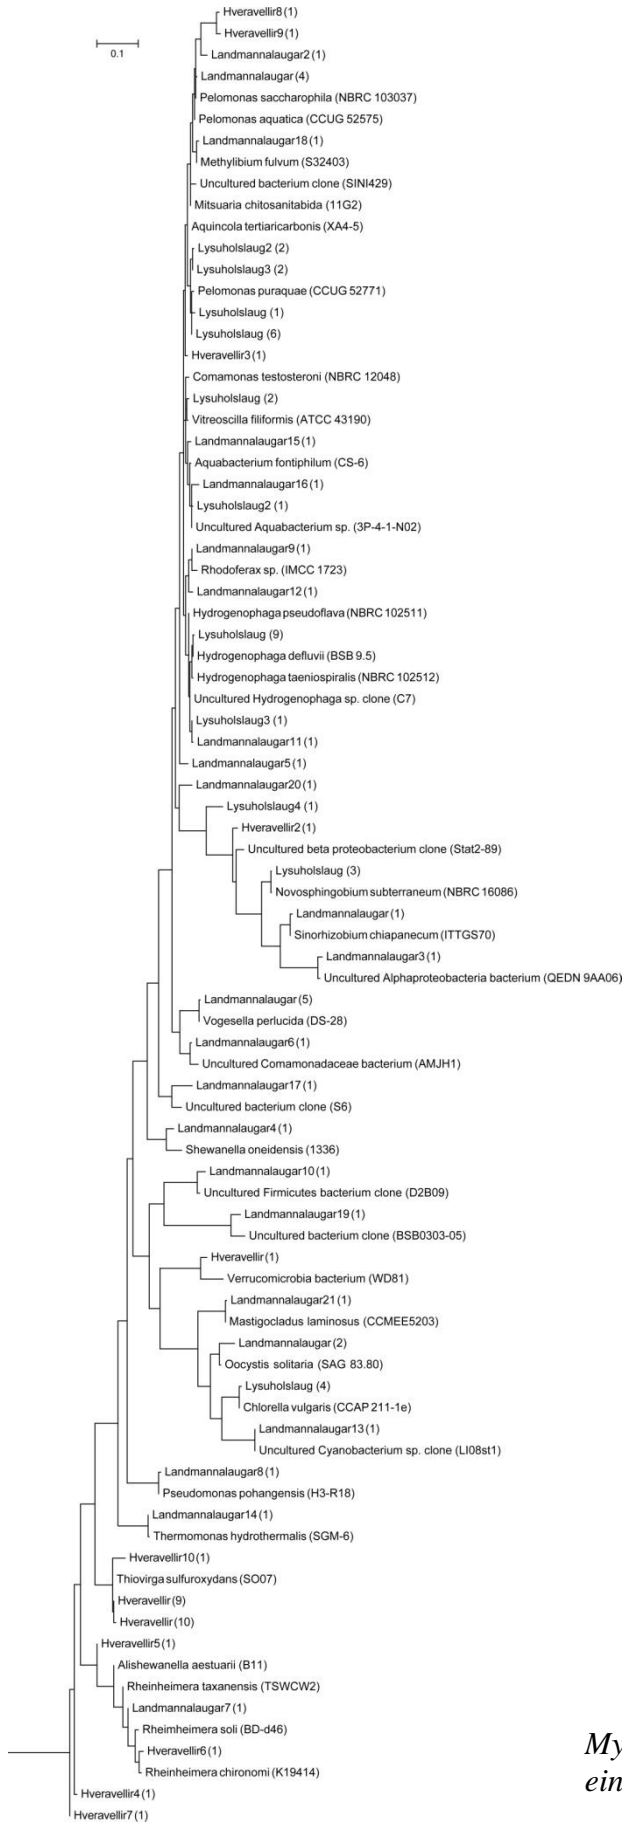 Hveravellir8 (1)
0.1
Hveravellir9 (1)
Landmannalaugar2 (1)
Landmannalaugar (4)
Pelomonas saccharophila (NBRC 103037)
Pelomonas aquatica (CCUG 52575)
Landmannalaugar18 (1)
Methylibium fulvum (S32403)
Uncultured bacterium clone (SINI429)
Mitsuaria chitosanitabida (11G2)
Aquincola tertiaricarbonis (XA4-5)
Lysuholslaug2 (2)
Lysuholslaug3 (2)
Pelomonas puraquae (CCUG 52771)
Lysuholslaug (1)
Lysuholslaug (6)
Hveravellir3 (1)
Comamonas testosteroni (NBRC 12048)
Lysuholslaug (2)
Vitreoscilla filiformis (ATCC 43190)
Landmannalaugar15 (1)
Aquabacterium fontiphilum (CS-6)
Landmannalaugar16 (1)
Lysuholslaug2 (1)
Uncultured Aquabacterium sp. (3P-4-1-N02)
Landmannalaugar9 (1)
Rhodoferax sp. (IMCC 1723)
Landmannalaugar12 (1)
Hydrogenophaga pseudoflava (NBRC 102511)
Lysuholslaug (9)
Hydrogenophaga defluvii (BSB 9.5)
Hydrogenophaga taeniospiralis (NBRC 102512)
Uncultured Hydrogenophaga sp. clone (C7)
Lysuholslaug3 (1)
Landmannalaugar11 (1)
Landmannalaugar5 (1)
Landmannalaugar20 (1)
Lysuholslaug4 (1)
Hveravellir2 (1)
Uncultured beta proteobacterium clone (Stat2-89)
Lysuholslaug (3)
Novosphingobium subterraneum (NBRC 16086)
Landmannalaugar (1)
Sinorhizobium chiapanecum (ITTGS70)
Landmannalaugar3 (1)
Uncultured Alphaproteobacteria bacterium (QEDN 9AA06)
Landmannalaugar (5)
Vogesella perlucida (DS-28)
Landmannalaugar6 (1)
Uncultured Comamonadaceae bacterium (AMJH1)
Landmannalaugar17 (1)
Uncultured bacterium clone (S6)
Landmannalaugar4 (1)
Shewanella oneidensis (1336)
Landmannalaugar10 (1)
Uncultured Firmicutes bacterium clone (D2B09)
Landmannalaugar19 (1)
Uncultured bacterium clone (BSB0303-05)
Hveravellir (1)
Verrucomicrobia bacterium (WD81)
Landmannalaugar21 (1)
Mastigocladus laminosus (CCMEE5203)
Landmannalaugar (2)
Oocystis solitaria (SAG 83.80)
Lysuholslaug (4)
Chlorella vulgaris (CCAP 211-1e)
Landmannalaugar13 (1)
Uncultured Cyanobacterium sp. clone (LI08st1)
Landmannalaugar8 (1)
Pseudomonas pohangensis (H3-R18)
Landmannalaugar14 (1)
Thermomonas hydrothermalis (SGM-6)
Hveravellir10 (1)
Thiovirga sulfuroxydans (SO07)
Hveravellir (9)
Hveravellir (10)
Hveravellir5 (1)
Alishewanella aestuarii (B11)
Rheinheimera taxanensis (TSWCW2)
Landmannalaugar7 (1)
Rheimheimera soli (BD-d46)
My
Hveravellir6 (1)
Rheinheimera chironomi (K19414)
ein
Hveravellir4 (1)
Hveravellir7 (1)